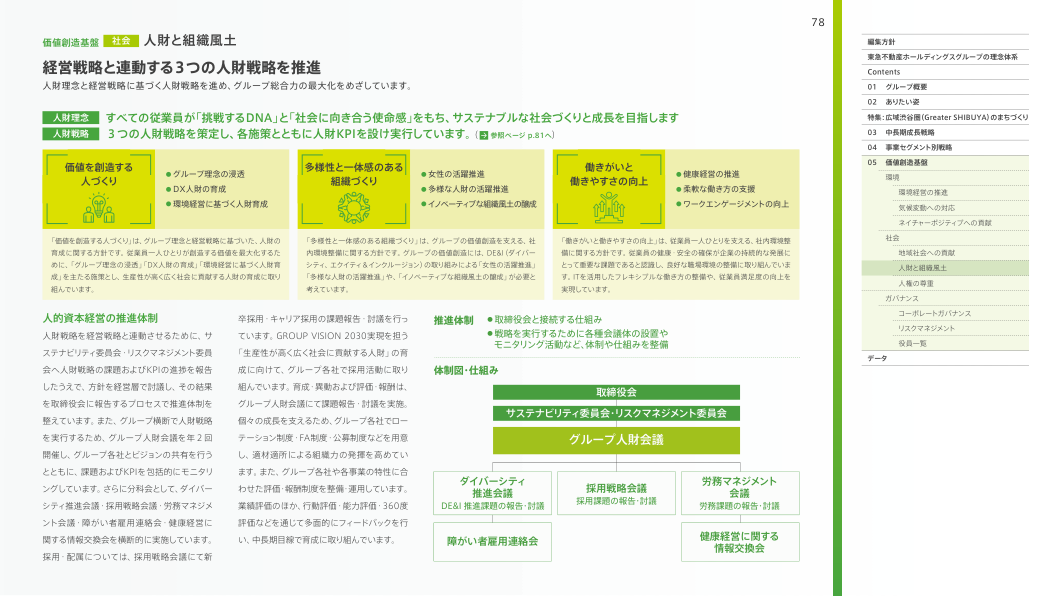 78
価値創造基盤 社会 人財と組織風土
経営戦略と連動する3つの人財戦略を推進
人財理念と経営戦略に基づく人財戦略を進め、グループ総合力の最大化をめざしています。
人財理念 すべての従業員が「挑戦するDNA」と「社会に向き合う使命感」をもち、サステナブルな社会づくりと成長を目指します
人財戦略 3つの人財戦略を策定し、各施策とともに人財KPIを設け実行しています。(→参照ページ p.81へ)
価値を創造する
人づくり
●グループ理念の浸透
●DX人財の育成
●環境経営に基づく人財育成
「価値を創造する人づくり」は、グループ理念と経営戦略に基づいた、人財の
育成に関する方針です。従業員一人ひとりが創造する価値を最大化するた
めに、「グループ理念の浸透」「DX人財の育成」「環境経営に基づく人財育
成」を主たる施策とし、生産性が高く広く社会に貢献する人財の育成に取り
組んでいます。
多様性と一体感のある
組織づくり
●女性の活躍推進
●多様な人財の活躍推進
●イノベーティブな組織風土の醸成
「多様性と一体感のある組織づくり」は、グループの価値創造を支える、社
内環境整備に関する方針です。グループの価値創造には、DE&I(ダイバー
シティ、エクイティ&インクルージョン)の取り組みによる「女性の活躍推進」
「多様な人財の活躍推進」や、「イノベーティブな組織風土の醸成」が必要と
考えています。
働きがいと
働きやすさの向上
●健康経営の推進
●柔軟な働き方の支援
●ワークエンゲージメントの向上
「働きがいと働きやすさの向上」は、従業員一人ひとりを支える、社内環境整
備に関する方針です。従業員の健康・安全の確保が企業の持続的な発展に
とって重要な課題であると認識し、良好な職場環境の整備に取り組んでいま
す。ITを活用したフレキシブルな働き方の整備や、従業員満足度の向上を
実現しています。
人的資本経営の推進体制
人財戦略を経営戦略と連動させるために、サ
ステナビリティ委員会・リスクマネジメント委員
会へ人財戦略の課題およびKPIの進捗を報告
したうえで、方針を経営層で討議し、その結果
を取締役会に報告するプロセスで推進体制を
整えています。また、グループ横断で人財戦略
を実行するため、グループ人財会議を年2回
開催し、グループ各社とビジョンの共有を行う
とともに、課題およびKPIを包括的にモニタリ
ングしています。さらに分科会として、ダイバー
シティ推進会議・採用戦略会議・労務マネジメ
ント会議・障がい者雇用連絡会・健康経営に
関する情報交換会を横断的に実施しています。
採用・配属については、採用戦略会議にて新
卒採用・キャリア採用の課題報告・討議を行っ
ています。GROUP VISION 2030実現を担う
「生産性が高く広く社会に貢献する人財」の育
成に向けて、グループ各社で採用活動に取り
組んでいます。育成・異動および評価・報酬は、
グループ人財会議にて課題報告・討議を実施。
個々の成長を支えるため、グループ各社でロー
テーション制度・FA制度・公募制度などを用意
し、適材適所による組織力の発揮を高めてい
ます。また、グループ各社や各事業の特性に合
わせた評価・報酬制度を整備・運用しています。
業績評価のほか、行動評価・能力評価・360度
評価などを通じて多面的にフィードバックを行
い、中長期目線で育成に取り組んでいます。
推進体制
●取締役会と接続する仕組み
●戦略を実行するために各種会議体の設置や
モニタリング活動など、体制や仕組みを整備
体制図・仕組み
取締役会
サステナビリティ委員会・リスクマネジメント委員会
グループ人財会議
ダイバーシティ
推進会議
DE&I 推進課題の報告・討議
採用戦略会議
採用課題の報告・討議
労務マネジメント
会議
労務課題の報告・討議
障がい者雇用連絡会
健康経営に関する
情報交換会
編集方針
東急不動産ホールディングスグループの理念体系
Contents
01 グループ概要
02 ありたい姿
特集:広域渋谷圏(Greater SHIBUYA)のまちづくり
03 中長期成長戦略
04 事業セグメント別戦略
05 価値創造基盤
環境
環境経営の推進
気候変動への対応
ネイチャーポジティブへの貢献
社会
地域社会への貢献
人財と組織風土
人権の尊重
ガバナンス
コーポレートガバナンス
リスクマネジメント
役員一覧
データ